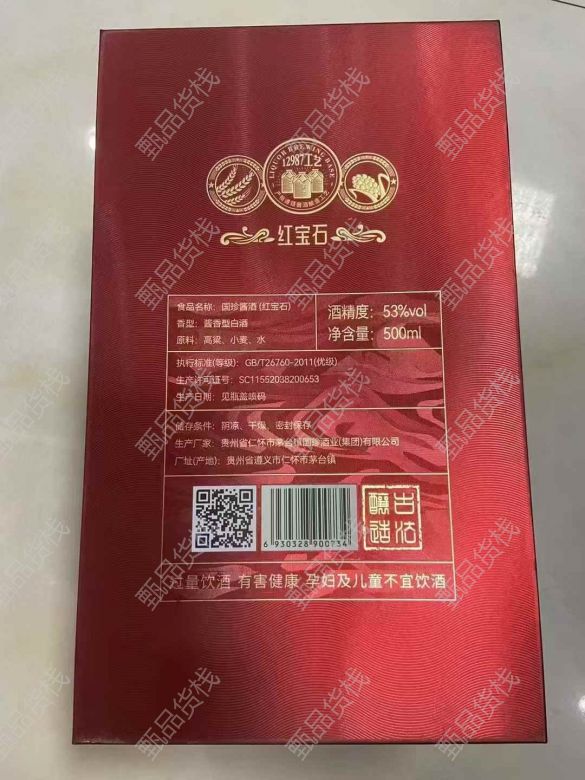 LIQUOR BREWING BASE
12987工艺
红宝石
食品名称：国珍酱酒(红宝石)
香型：酱香型白酒
原料：高粱、小麦、水
酒精度：53%vol
净含量：500ml
执行标准(等级)：GB/T26760-2011(优级)
生产许可证号：SC11552038200653
生产日期：见瓶盖喷码
储存条件：阴凉、干燥、密封保存
生产厂家：贵州省仁怀市茅台镇国珍酒业(集团)有限公司
厂址(产地)：贵州省遵义市仁怀市茅台镇
6 930328 900734
古法
酿造
过量饮酒 有害健康 孕妇及儿童不宜饮酒
甄品货栈